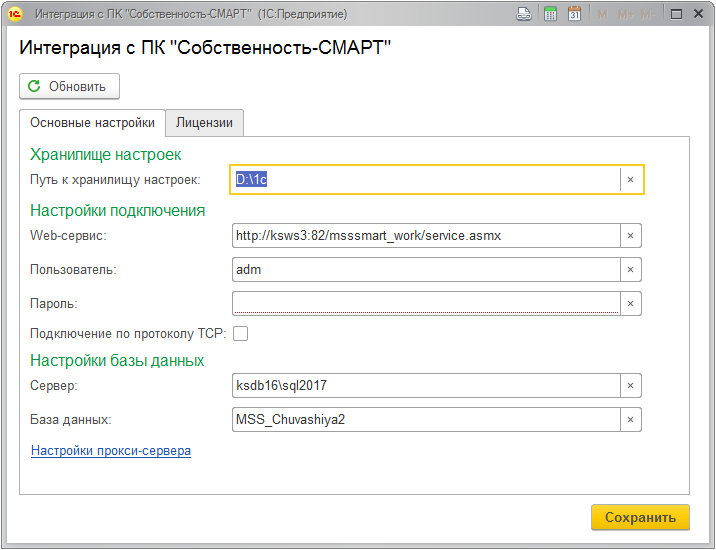 Интеграция с ПК "Собственность-СМАРТ" (1С:Предприятие) M M+ M-
Интеграция с ПК "Собственность-СМАРТ"
Обновить
Основные настройки Лицензии
Хранилище настроек
Путь к хранилищу настроек: D:\1c
Настройки подключения
Web-сервис: http://ksws3:82/msssmart_work/service.asmx
Пользователь: adm
Пароль:
Подключение по протоколу TCP:
Настройки базы данных
Сервер: ksdb16\sql2017
База данных: MSS_Chuvashiya2
Настройки прокси-сервера
Сохранить